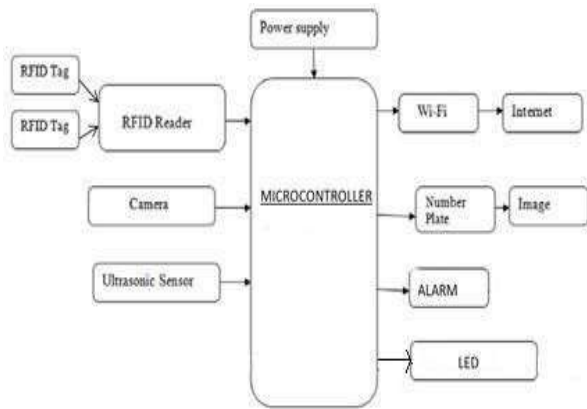 Power supply
RFID Tag
RFID Tag
RFID Reader
Camera
Ultrasonic Sensor
MICROCONTROLLER
Wi-Fi
Internet
Number
Plate
Image
ALARM
LED